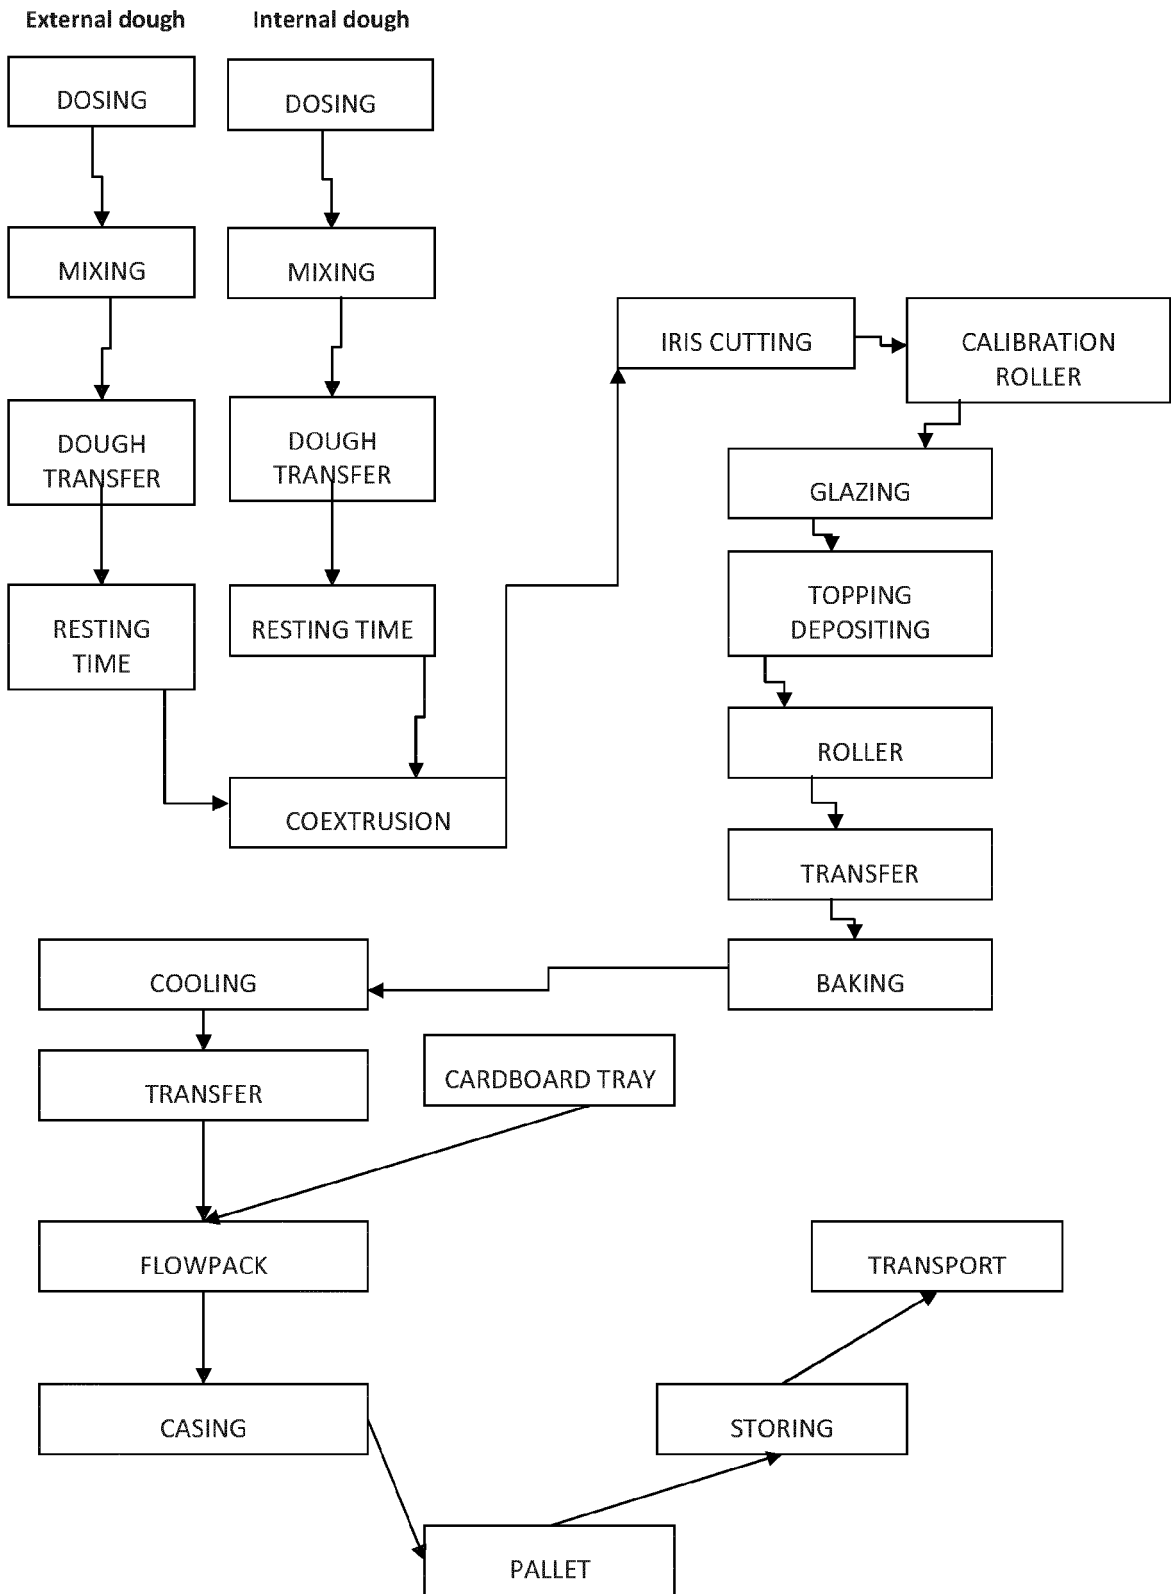 External dough
Internal dough
DOSING
DOSING
MIXING
MIXING
IRIS CUTTING
CALIBRATION
ROLLER
DOUGH
TRANSFER
DOUGH
TRANSFER
GLAZING
TOPPING
DEPOSITING
RESTING
TIME
RESTING TIME
ROLLER
COEXTRUSION
TRANSFER
COOLING
BAKING
TRANSFER
CARDBOARD TRAY
FLOWPACK
TRANSPORT
CASING
STORING
PALLET